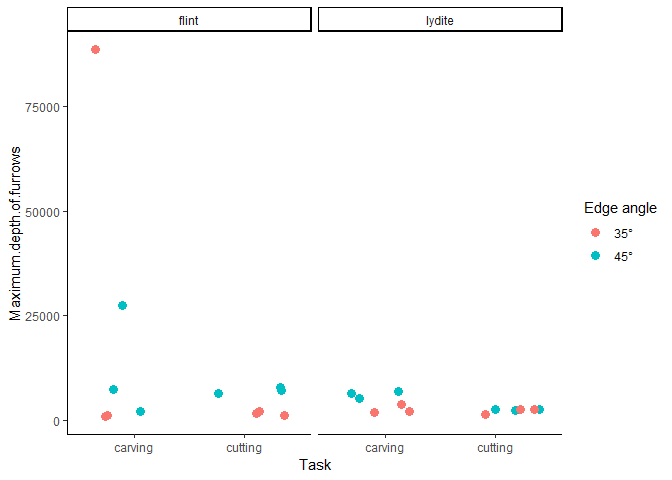 flint
lydite
75000
50000
25000
0
Maximum.depth.of.furrows
carving
cutting
carving
cutting
Task
Edge angle
35°
45°